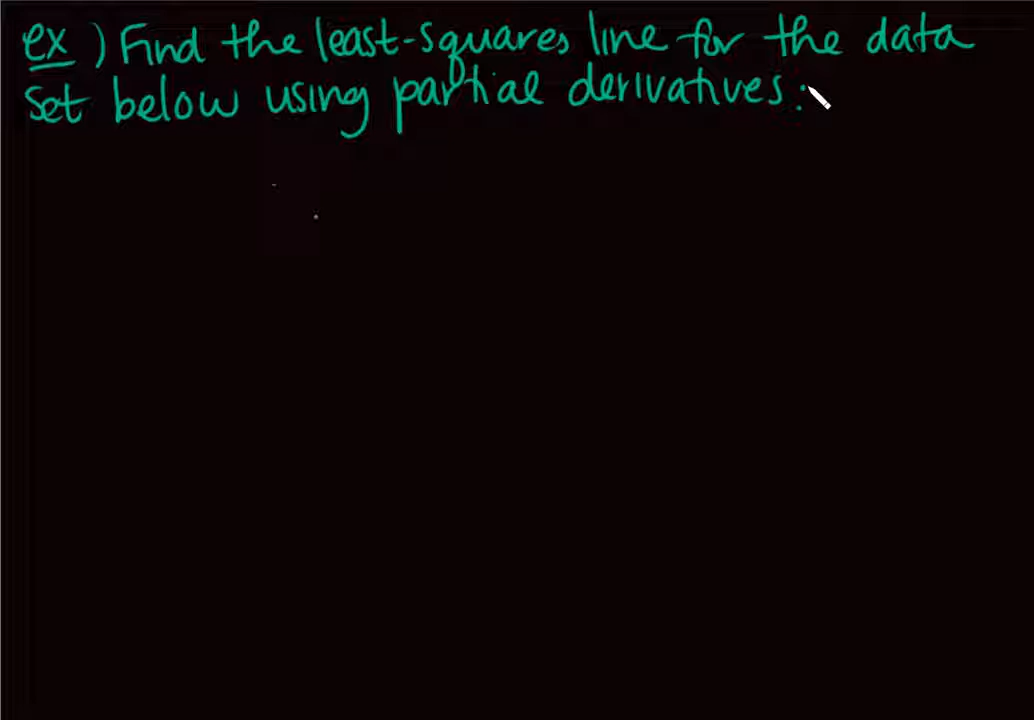 ex) Find the least-squares line for the data
set below using partial derivatives: